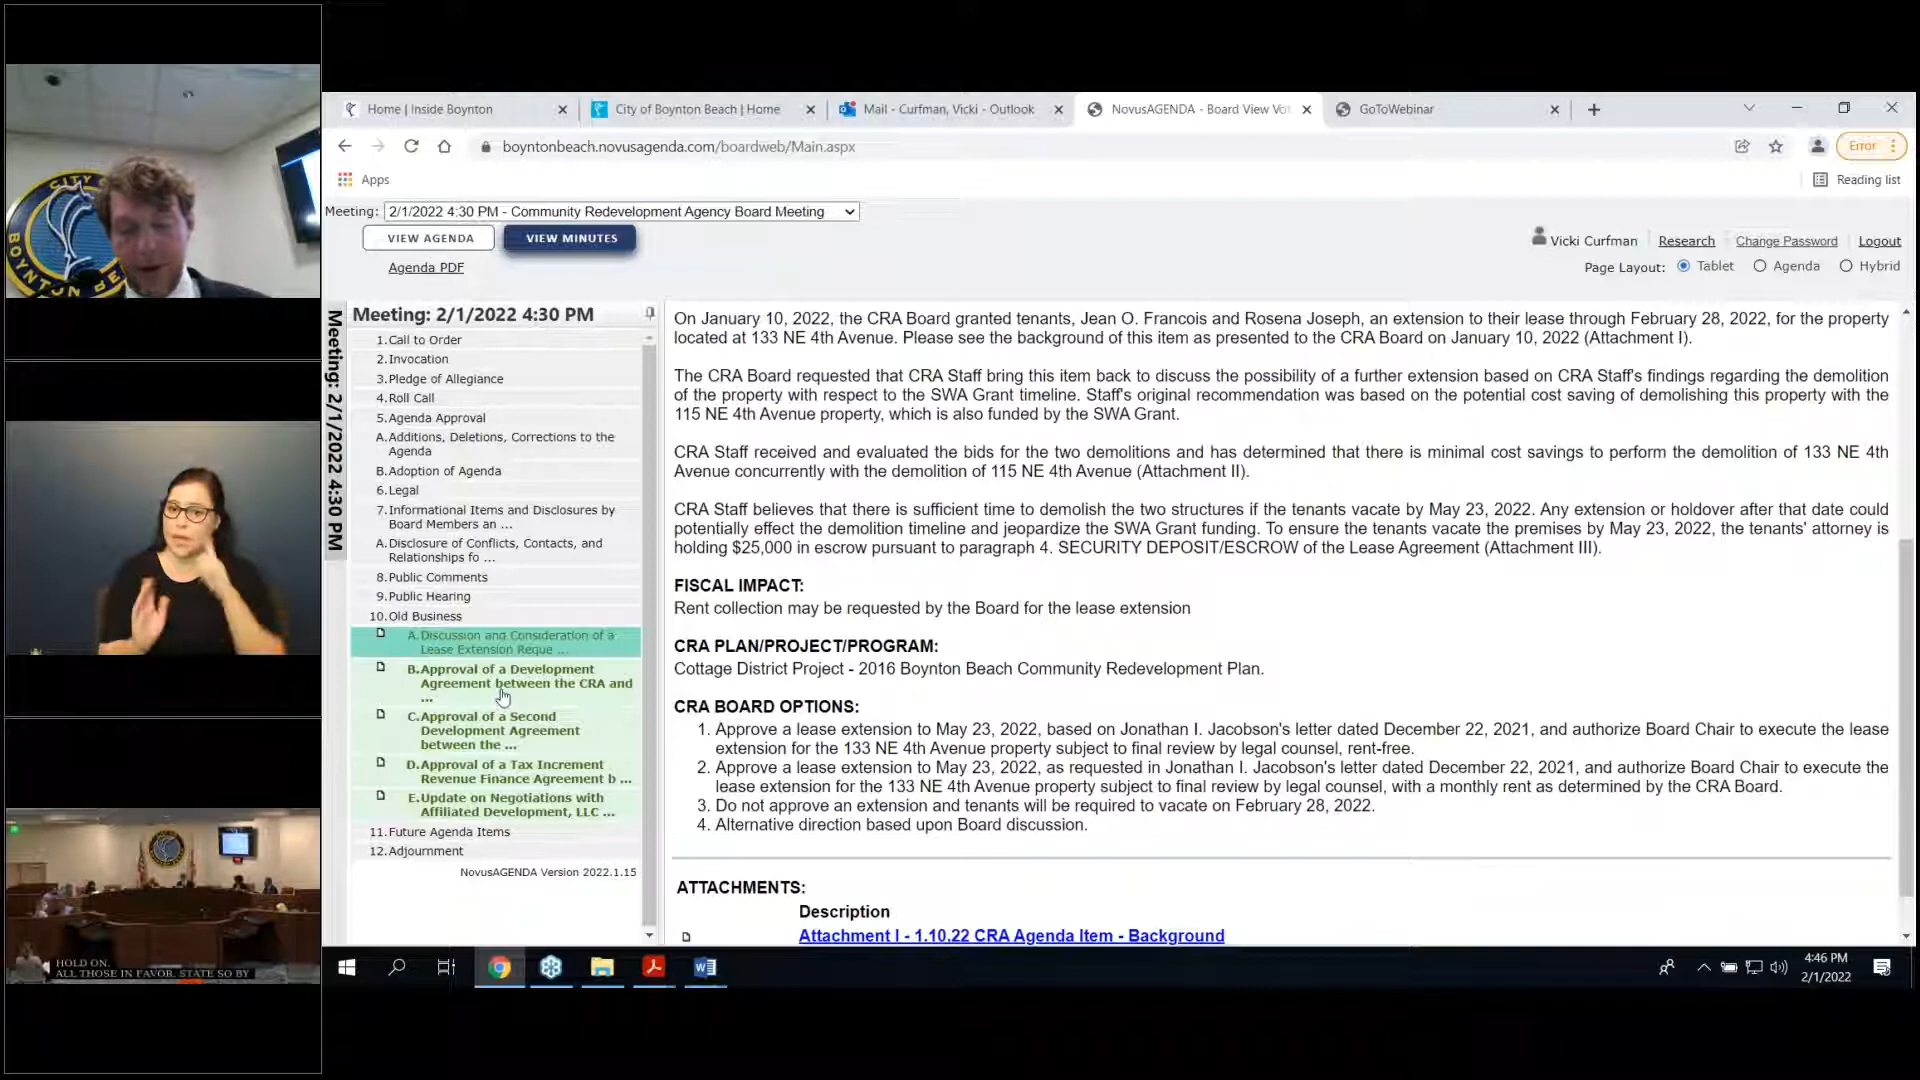 Home | Inside Boynton
City of Boynton Beach | Home
Mail - Curfman, Vicki - Outlook
NovusAGENDA - Board View Vot
GoToWebinar
boyntonbeach.novusagenda.com/boardweb/Main.aspx
Error
Apps
Reading list
Meeting: 2/1/2022 4:30 PM - Community Redevelopment Agency Board Meeting
VIEW AGENDA
VIEW MINUTES
Agenda PDF
Vicki Curfman
Research
Change Password
Logout
Page Layout: Tablet Agenda Hybrid
Meeting: 2/1/2022 4:30 PM
Meeting: 2/1/2022 4:30 PM
1.Call to Order
2.Invocation
3.Pledge of Allegiance
4.Roll Call
5.Agenda Approval
A.Additions, Deletions, Corrections to the
Agenda
B.Adoption of Agenda
6.Legal
7.Informational Items and Disclosures by
Board Members an ...
A.Disclosure of Conflicts, Contacts, and
Relationships fo ...
8.Public Comments
9.Public Hearing
10.Old Business
A.Discussion and Consideration of a
Lease Extension Reque ...
B.Approval of a Development
Agreement between the CRA and
...
C.Approval of a Second
Development Agreement
between the ...
D.Approval of a Tax Increment
Revenue Finance Agreement b ...
E.Update on Negotiations with
Affiliated Development, LLC ...
11.Future Agenda Items
12.Adjournment
NovusAGENDA Version 2022.1.15
On January 10, 2022, the CRA Board granted tenants, Jean O. Francois and Rosena Joseph, an extension to their lease through February 28, 2022, for the property
located at 133 NE 4th Avenue. Please see the background of this item as presented to the CRA Board on January 10, 2022 (Attachment I).
The CRA Board requested that CRA Staff bring this item back to discuss the possibility of a further extension based on CRA Staff's findings regarding the demolition
of the property with respect to the SWA Grant timeline. Staff's original recommendation was based on the potential cost saving of demolishing this property with the
115 NE 4th Avenue property, which is also funded by the SWA Grant.
CRA Staff received and evaluated the bids for the two demolitions and has determined that there is minimal cost savings to perform the demolition of 133 NE 4th
Avenue concurrently with the demolition of 115 NE 4th Avenue (Attachment II).
CRA Staff believes that there is sufficient time to demolish the two structures if the tenants vacate by May 23, 2022. Any extension or holdover after that date could
potentially effect the demolition timeline and jeopardize the SWA Grant funding. To ensure the tenants vacate the premises by May 23, 2022, the tenants' attorney is
holding $25,000 in escrow pursuant to paragraph 4. SECURITY DEPOSIT/ESCROW of the Lease Agreement (Attachment III).
FISCAL IMPACT:
Rent collection may be requested by the Board for the lease extension
CRA PLAN/PROJECT/PROGRAM:
Cottage District Project - 2016 Boynton Beach Community Redevelopment Plan.
CRA BOARD OPTIONS:
1. Approve a lease extension to May 23, 2022, based on Jonathan I. Jacobson's letter dated December 22, 2021, and authorize Board Chair to execute the lease
extension for the 133 NE 4th Avenue property subject to final review by legal counsel, rent-free.
2. Approve a lease extension to May 23, 2022, as requested in Jonathan I. Jacobson's letter dated December 22, 2021, and authorize Board Chair to execute the
lease extension for the 133 NE 4th Avenue property subject to final review by legal counsel, with a monthly rent as determined by the CRA Board.
3. Do not approve an extension and tenants will be required to vacate on February 28, 2022.
4. Alternative direction based upon Board discussion.
ATTACHMENTS:
Description
Attachment I - 1.10.22 CRA Agenda Item - Background
HOLD ON.
ALL THOSE IN FAVOR. STATE SO BY
4:46 PM
2/1/2022
CITY
BOYNTON BE